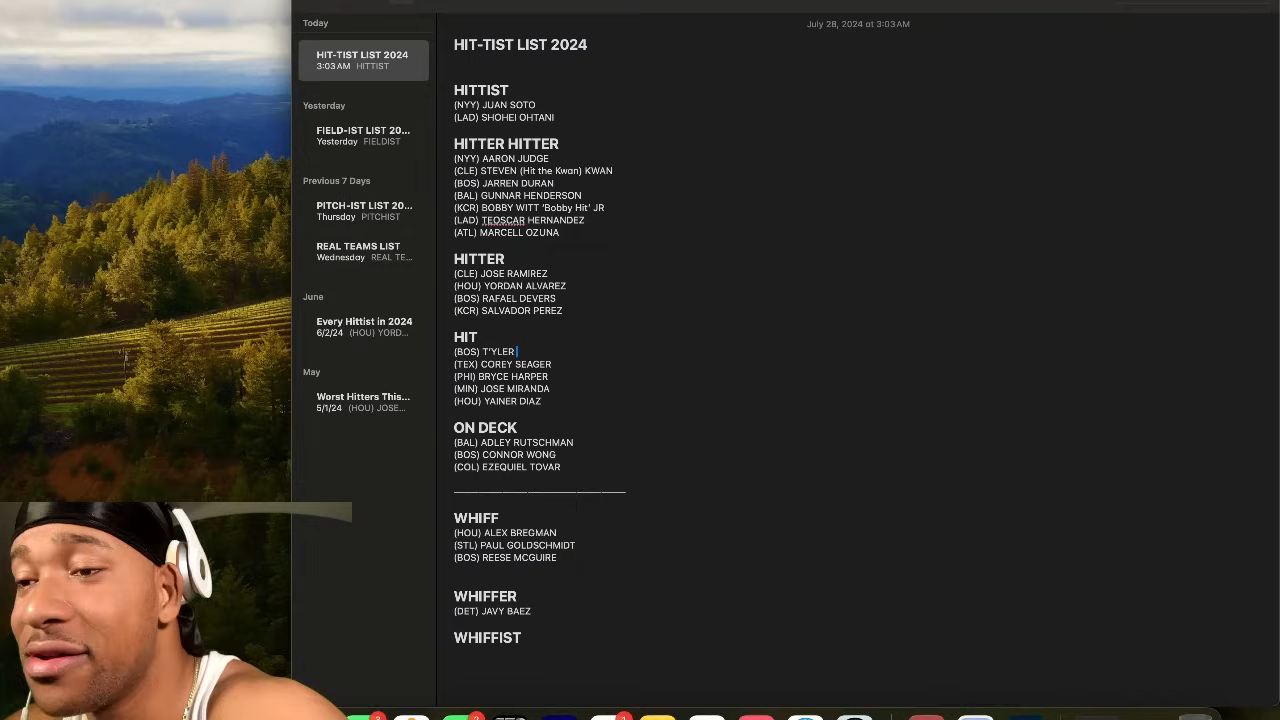 Today
HIT-TIST LIST 2024
3:03 AM HITTIST
Yesterday
FIELD-IST LIST 20...
Yesterday FIELDIST
Previous 7 Days
PITCH-IST LIST 20...
Thursday PITCHIST
REAL TEAMS LIST
Wednesday REAL TE...
June
Every Hittist in 2024
6/2/24 (HOU) YORD...
May
Worst Hitters This...
5/1/24 (HOU) JOSE...
July 28, 2024 at 3:03 AM
HIT-TIST LIST 2024
HITTIST
(NYY) JUAN SOTO
(LAD) SHOHEI OHTANI
HITTER HITTER
(NYY) AARON JUDGE
(CLE) STEVEN (Hit the Kwan) KWAN
(BOS) JARREN DURAN
(BAL) GUNNAR HENDERSON
(KCR) BOBBY WITT ‘Bobby Hit’ JR
(LAD) TEOSCAR HERNANDEZ
(ATL) MARCELL OZUNA
HITTER
(CLE) JOSE RAMIREZ
(HOU) YORDAN ALVAREZ
(BOS) RAFAEL DEVERS
(KCR) SALVADOR PEREZ
HIT
(BOS) T’YLER
(TEX) COREY SEAGER
(PHI) BRYCE HARPER
(MIN) JOSE MIRANDA
(HOU) YAINER DIAZ
ON DECK
(BAL) ADLEY RUTSCHMAN
(BOS) CONNOR WONG
(COL) EZEQUIEL TOVAR
WHIFF
(HOU) ALEX BREGMAN
(STL) PAUL GOLDSCHMIDT
(BOS) REESE MCGUIRE
WHIFFER
(DET) JAVY BAEZ
WHIFFIST